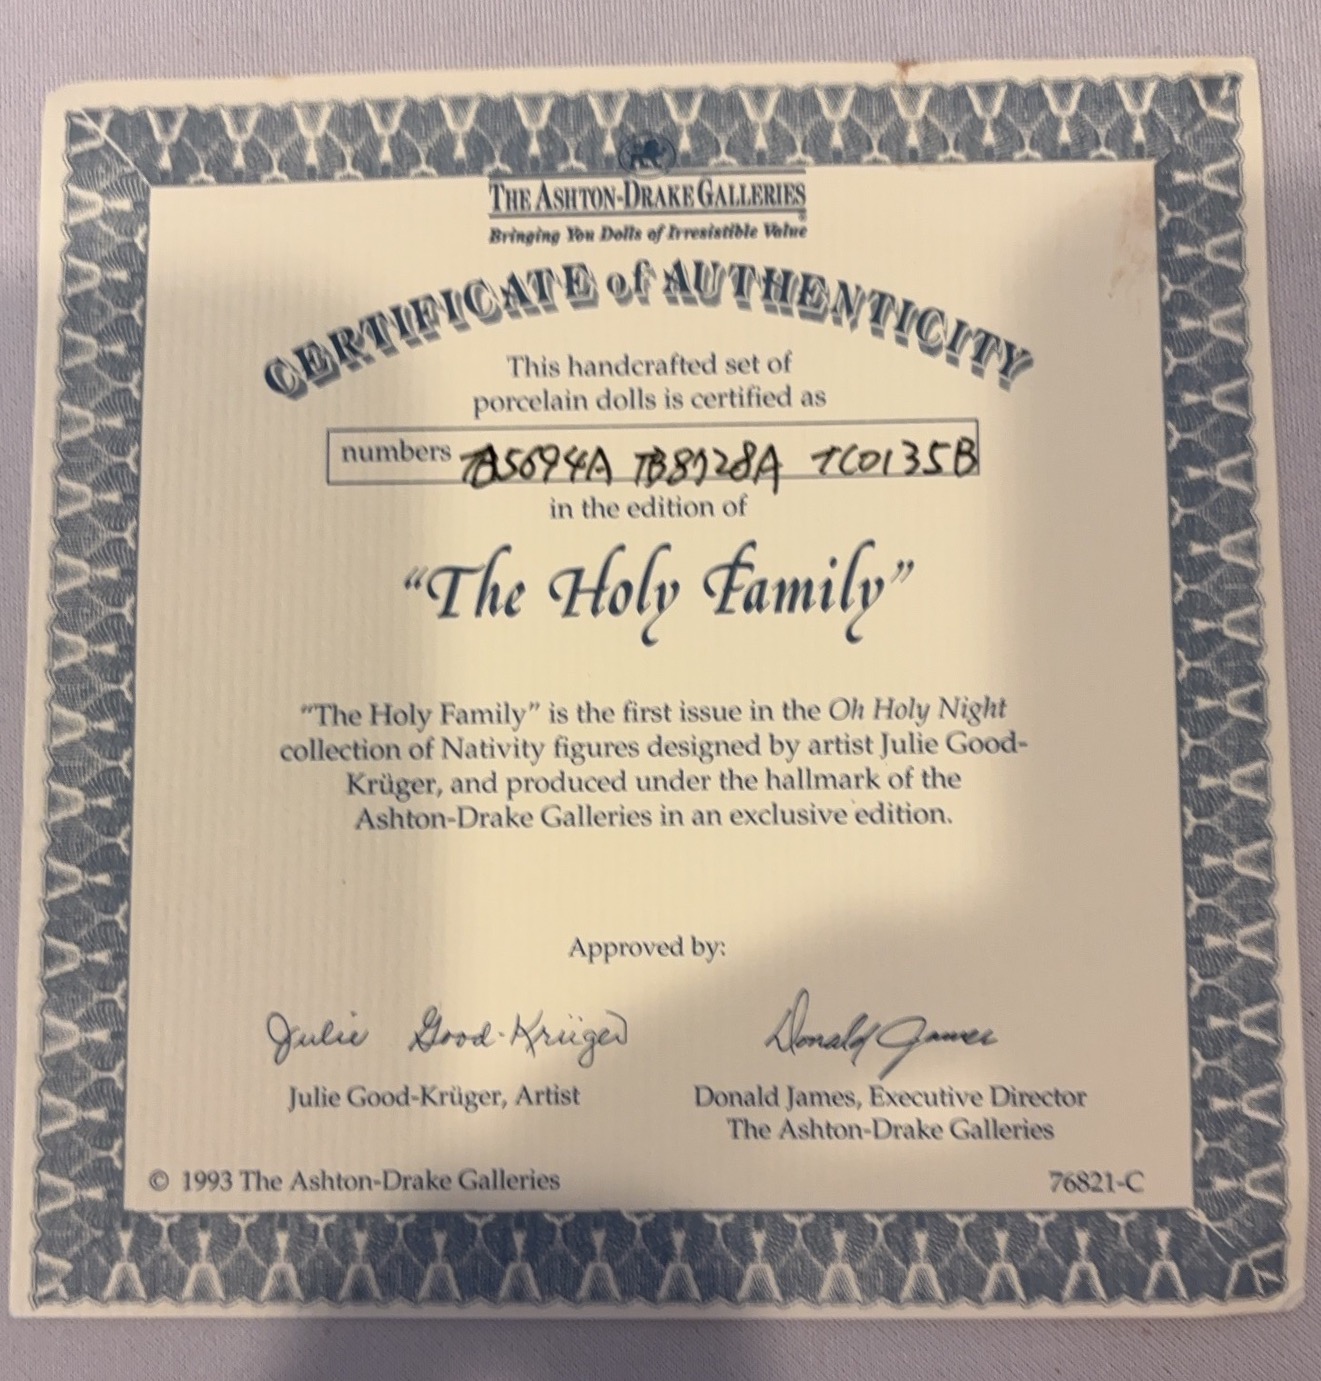 THE ASHTON-DRAKE GALLERIES
Bringing You Dolls of Irresistible Value
CERTIFICATE of AUTHENTICITY
This handcrafted set of
porcelain dolls is certified as
numbers TC0135B
in the edition of
“The Holy Family”
“The Holy Family” is the first issue in the Oh Holy Night
collection of Nativity figures designed by artist Julie Good-
Krüger, and produced under the hallmark of the
Ashton-Drake Galleries in an exclusive edition.
Approved by:
Julie Good-Krüger Donald James
Julie Good-Krüger, Artist Donald James, Executive Director
The Ashton-Drake Galleries
© 1993 The Ashton-Drake Galleries 76821-C